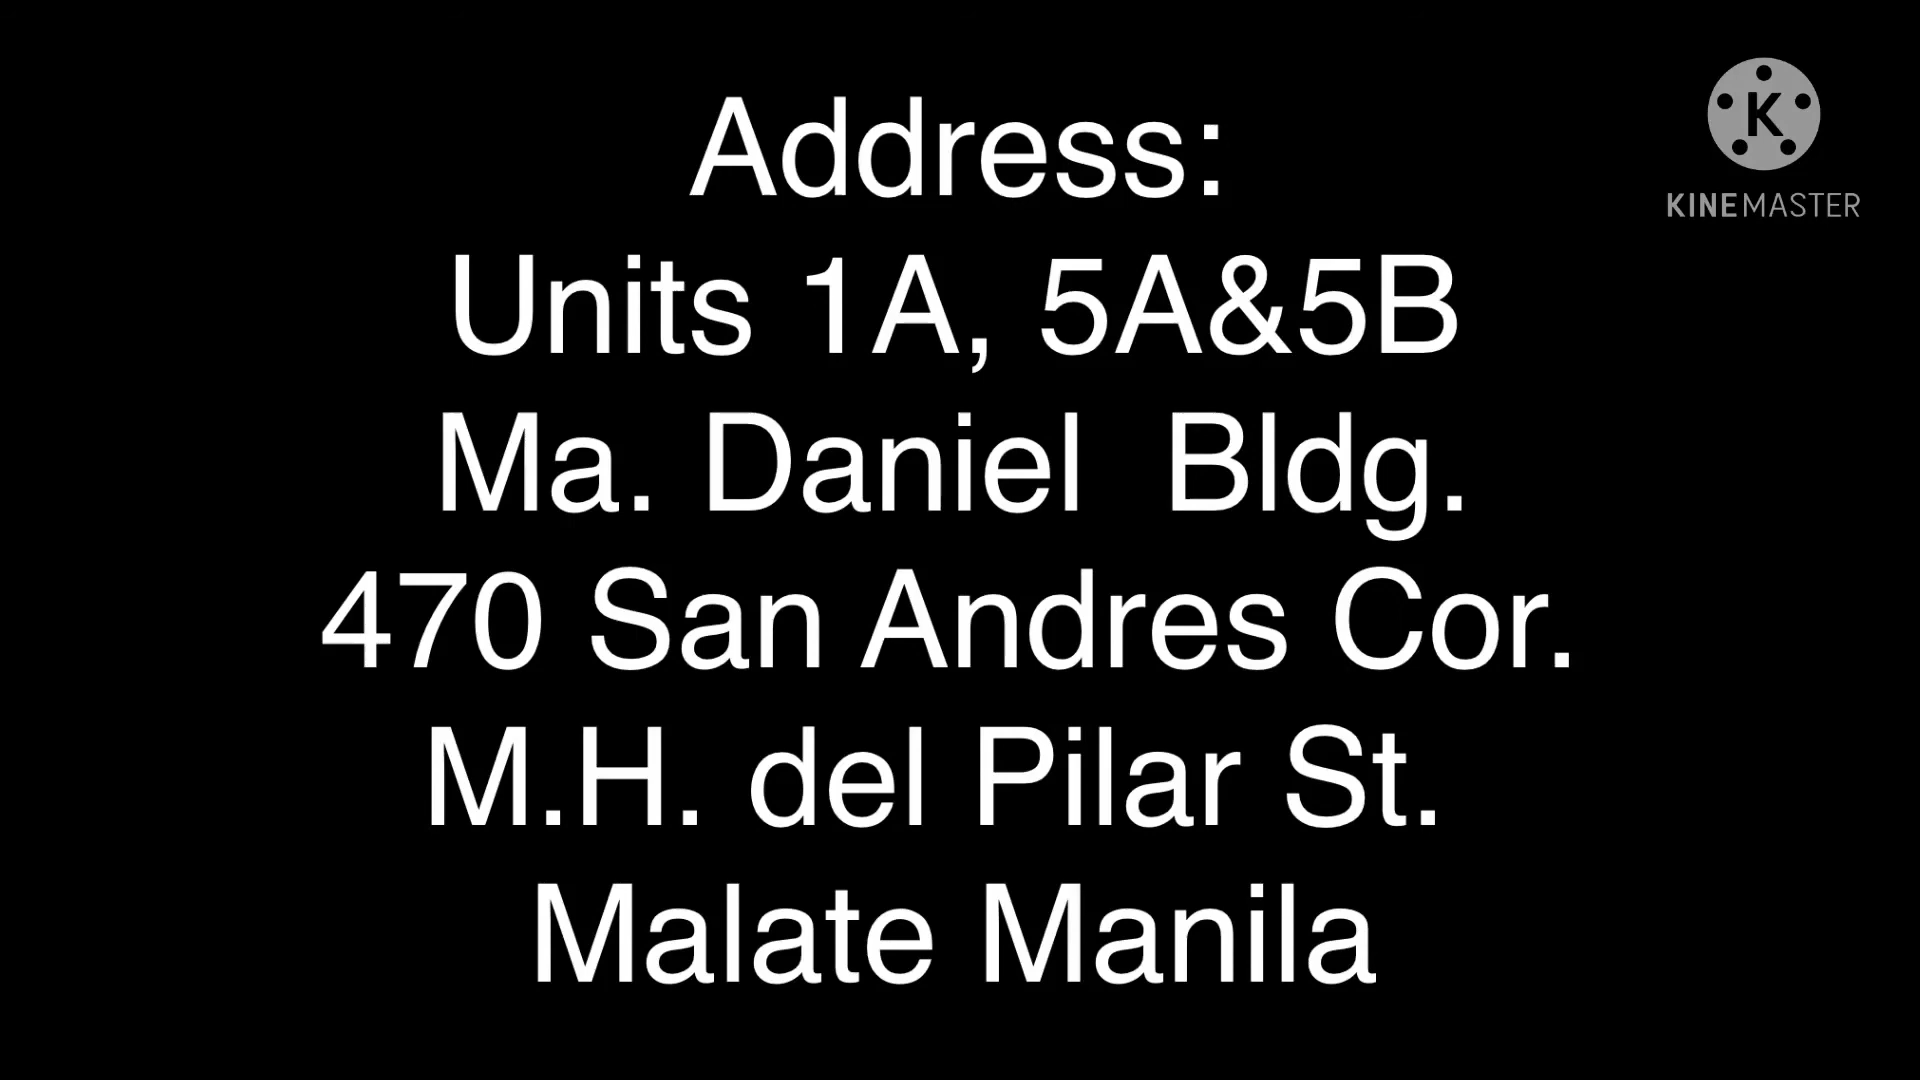 Address:
Units 1A, 5A&5B
Ma. Daniel  Bldg.
470 San Andres Cor.
M.H. del Pilar St.
Malate Manila
K
KINEMASTER